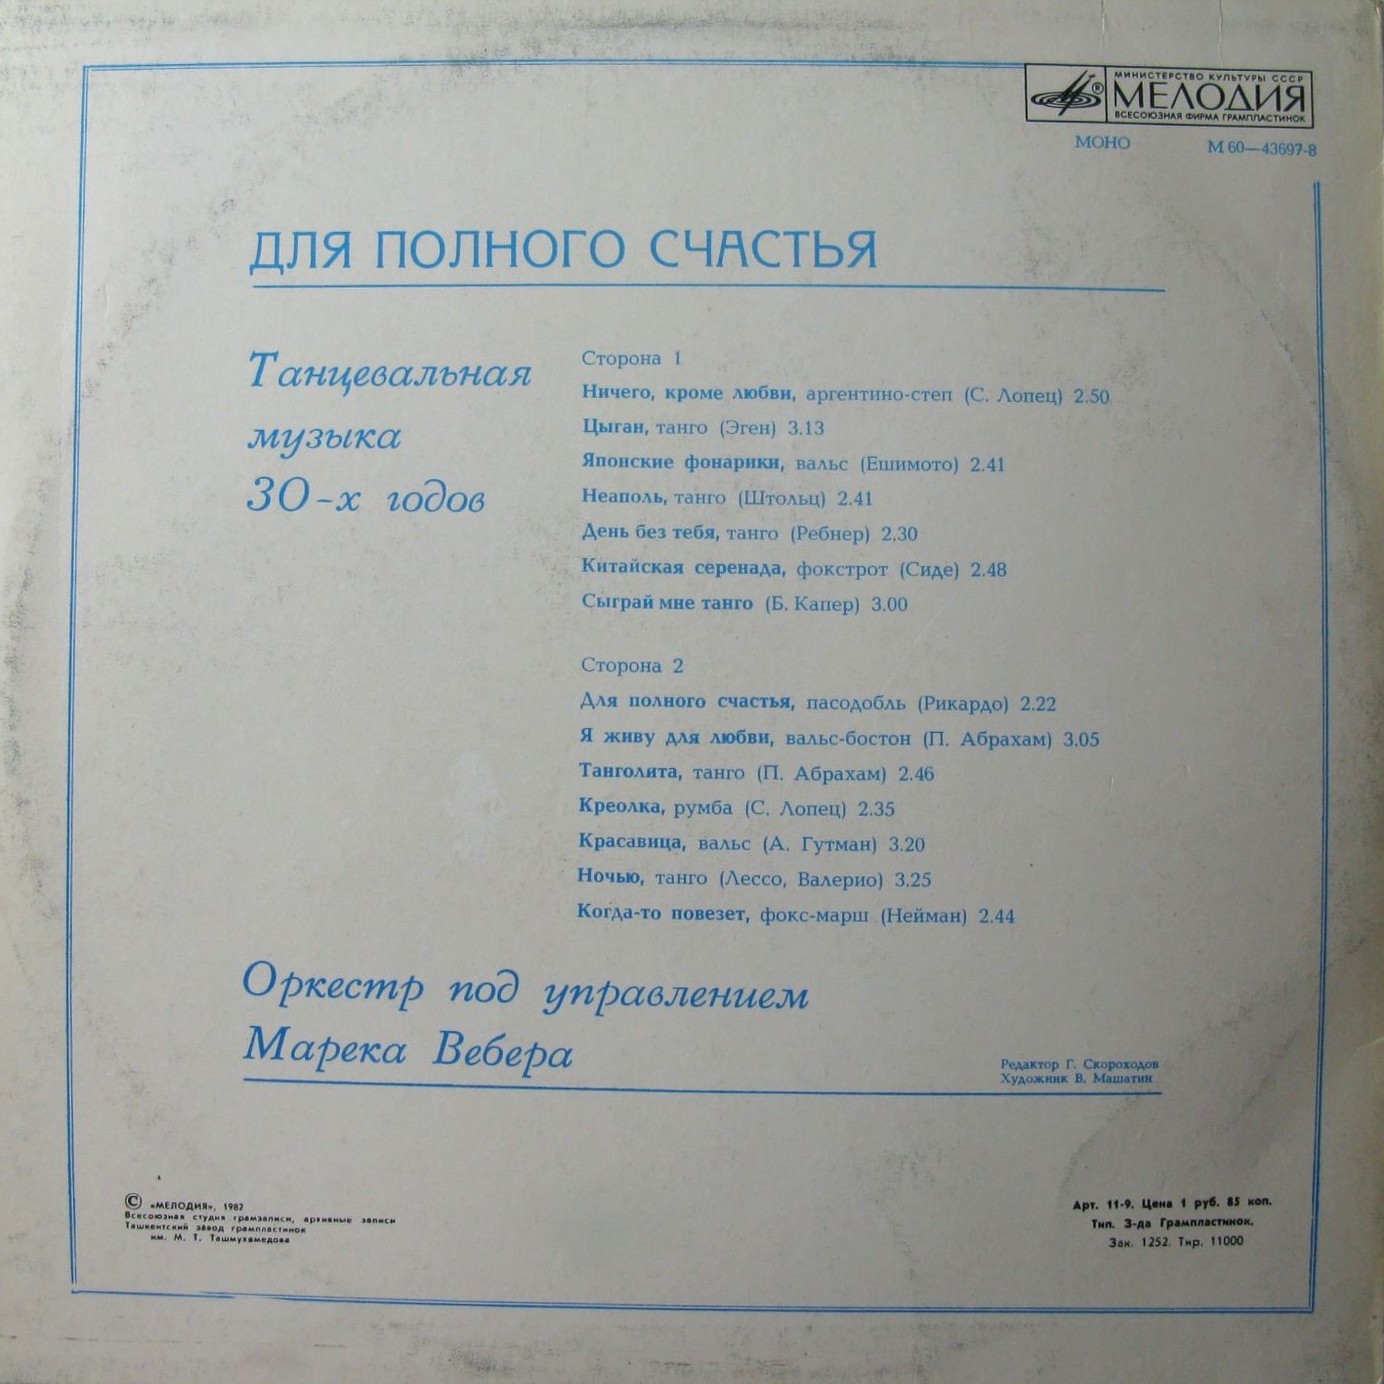 МИНИСТЕРСТВО КУЛЬТУРЫ СССР
МЕЛОДИЯ
ВСЕСОЮЗНАЯ ФИРМА ГРАМПЛАСТИНОК
МОНО М 60—43697-8
ДЛЯ ПОЛНОГО СЧАСТЬЯ
Танцевальная
музыка
30-х годов
Сторона 1
Ничего, кроме любви, аргентино-степ (С. Лопец) 2.50
Цыган, танго (Эген) 3.13
Японские фонарики, вальс (Ешимото) 2.41
Неаполь, танго (Штольц) 2.41
День без тебя, танго (Ребнер) 2.30
Китайская серенада, фокстрот (Сиде) 2.48
Сыграй мне танго (Б. Капер) 3.00
Сторона 2
Для полного счастья, пасодобль (Рикардо) 2.22
Я живу для любви, вальс-бостон (П. Абрахам) 3.05
Танголита, танго (П. Абрахам) 2.46
Креолка, румба (С. Лопец) 2.35
Красавица, вальс (А. Гутман) 3.20
Ночью, танго (Лессо, Валерио) 3.25
Когда-то повезет, фокс-марш (Нейман) 2.44
Оркестр под управлением
Марека Вебера
Редактор Г. Скороходов
Художник В. Машатин
© «МЕЛОДИЯ», 1982
Всесоюзная студия грамзаписи, архивные записи
Ташкентский завод грампластинок
им. М. Т. Ташмухамедова
Арт. 11-9. Цена 1 руб. 85 коп.
Тип. З-да Грампластинок.
Зак. 1252. Тир. 11000